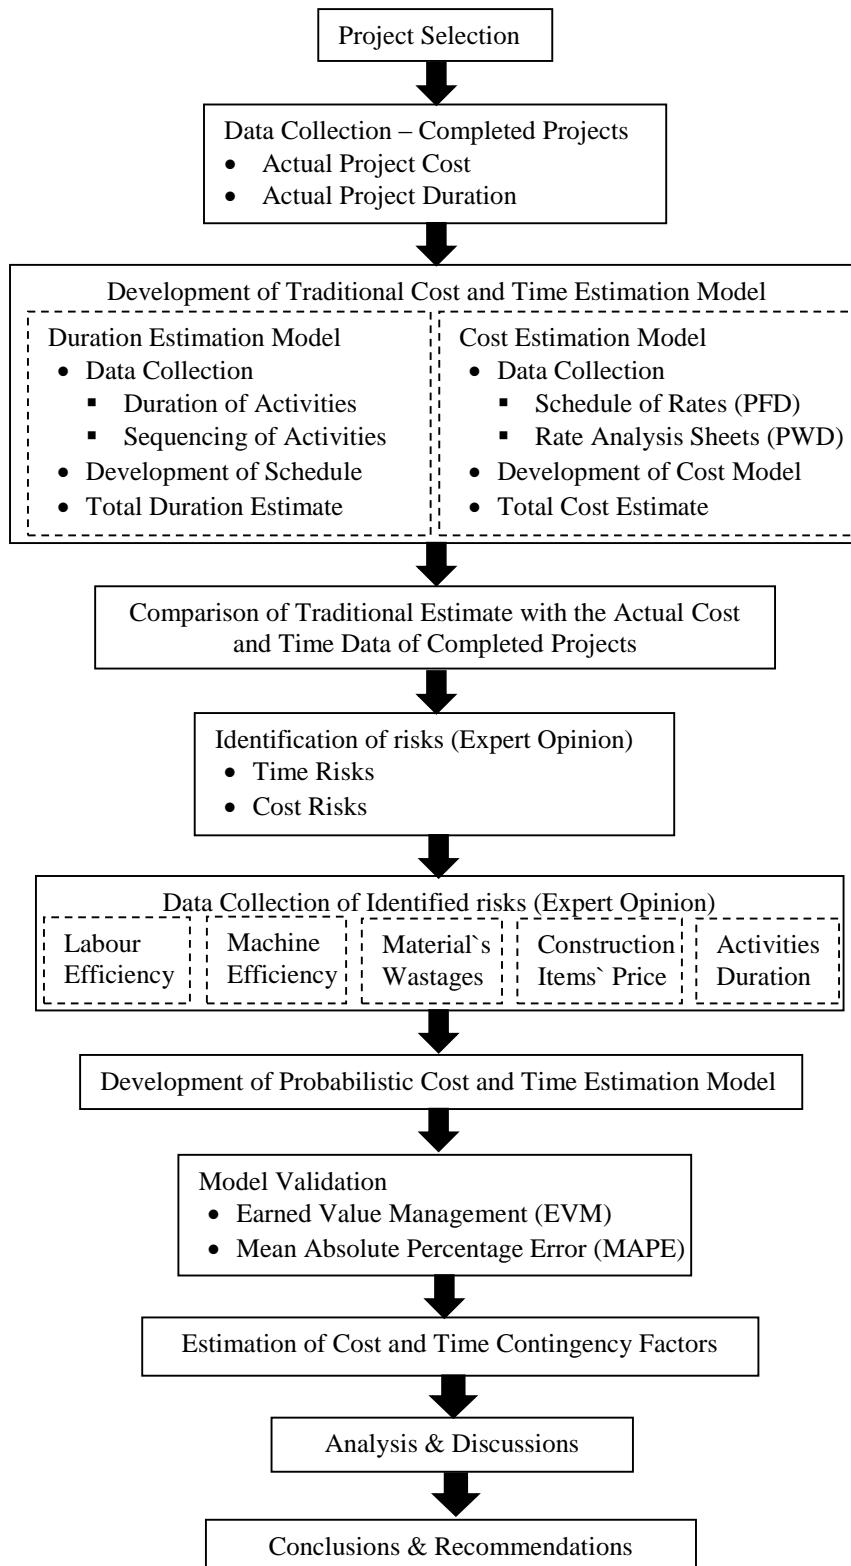 Project Selection
Data Collection – Completed Projects
• Actual Project Cost
• Actual Project Duration
Development of Traditional Cost and Time Estimation Model
Duration Estimation Model
• Data Collection
▪ Duration of Activities
▪ Sequencing of Activities
• Development of Schedule
• Total Duration Estimate
Cost Estimation Model
• Data Collection
▪ Schedule of Rates (PFD)
▪ Rate Analysis Sheets (PWD)
• Development of Cost Model
• Total Cost Estimate
Comparison of Traditional Estimate with the Actual Cost
and Time Data of Completed Projects
Identification of risks (Expert Opinion)
• Time Risks
• Cost Risks
Data Collection of Identified risks (Expert Opinion)
Labour
Efficiency
Machine
Efficiency
Material`s
Wastages
Construction
Items` Price
Activities
Duration
Development of Probabilistic Cost and Time Estimation Model
Model Validation
• Earned Value Management (EVM)
• Mean Absolute Percentage Error (MAPE)
Estimation of Cost and Time Contingency Factors
Analysis & Discussions
Conclusions & Recommendations